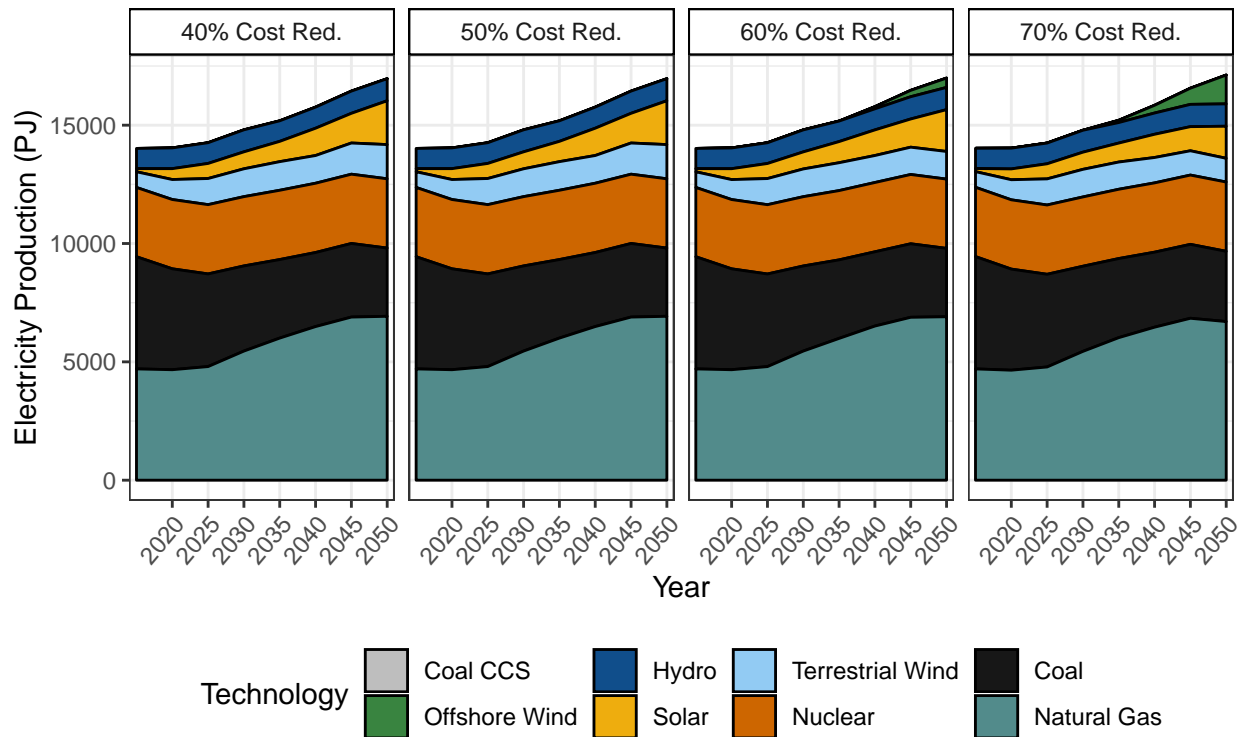 40% Cost Red.
50% Cost Red.
60% Cost Red.
70% Cost Red.
Electricity Production (PJ)
15000
10000
5000
0
2020 2025 2030 2035 2040 2045 2050
2020 2025 2030 2035 2040 2045 2050
2020 2025 2030 2035 2040 2045 2050
2020 2025 2030 2035 2040 2045 2050
Year
Technology
Coal CCS
Hydro
Terrestrial Wind
Coal
Offshore Wind
Solar
Nuclear
Natural Gas